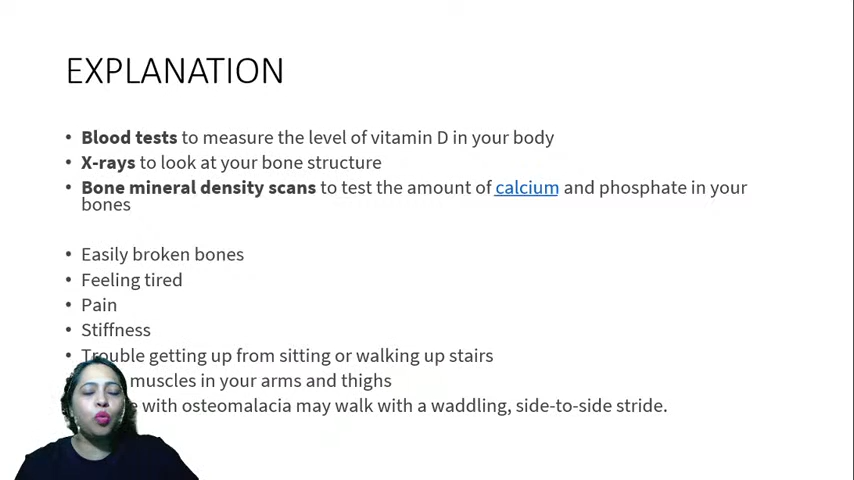 EXPLANATION
• Blood tests to measure the level of vitamin D in your body
• X-rays to look at your bone structure
• Bone mineral density scans to test the amount of calcium and phosphate in your
bones
• Easily broken bones
• Feeling tired
• Pain
• Stiffness
• Trouble getting up from sitting or walking up stairs
muscles in your arms and thighs
with osteomalacia may walk with a waddling, side-to-side stride.